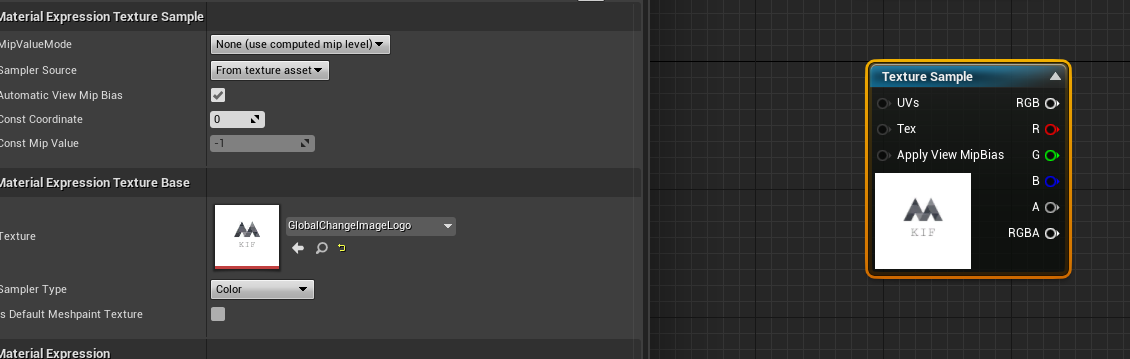 Material Expression Texture Sample
MipValueMode
None (use computed mip level)
Sampler Source
From texture asset
Automatic View Mip Bias
Const Coordinate
0
Const Mip Value
-1
Material Expression Texture Base
Texture
KIF
GlobalChangeImageLogo
Sampler Type
Color
s Default Meshpaint Texture
Material Expression
Texture Sample
UVs
RGB
Tex
R
Apply View MipBias
G
B
A
RGBA
KIF